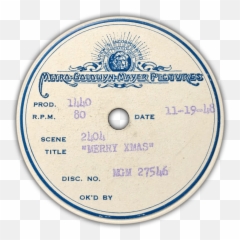 METRO-GOLDWYN-MAYER PICTURES
PROD. 1440
R.P.M. 80 DATE 11-19-48
SCENE 2404
TITLE "MERRY XMAS"
DISC. NO. MGM 27546
OK'D BY